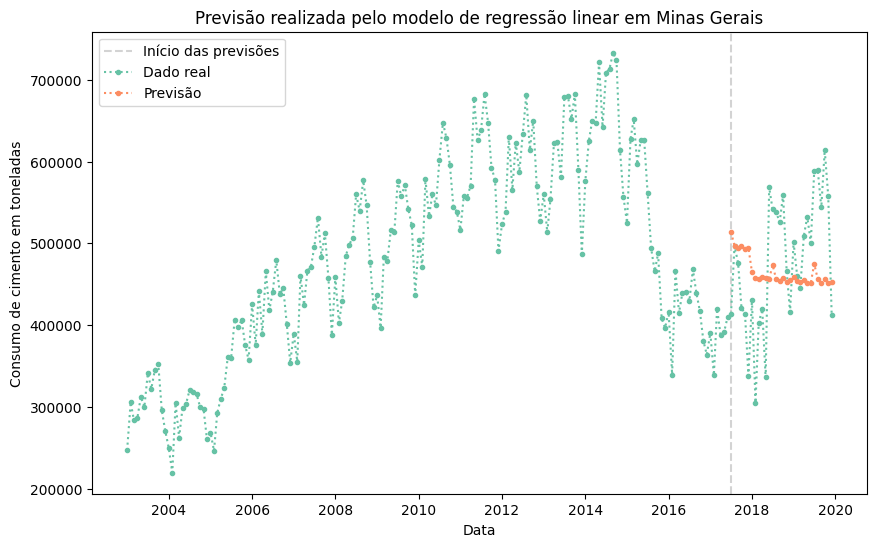 Previsão realizada pelo modelo de regressão linear em Minas Gerais
Início das previsões
Dado real
Previsão
Consumo de cimento em toneladas
700000
600000
500000
400000
300000
200000
2004
2006
2008
2010
2012
2014
2016
2018
2020
Data